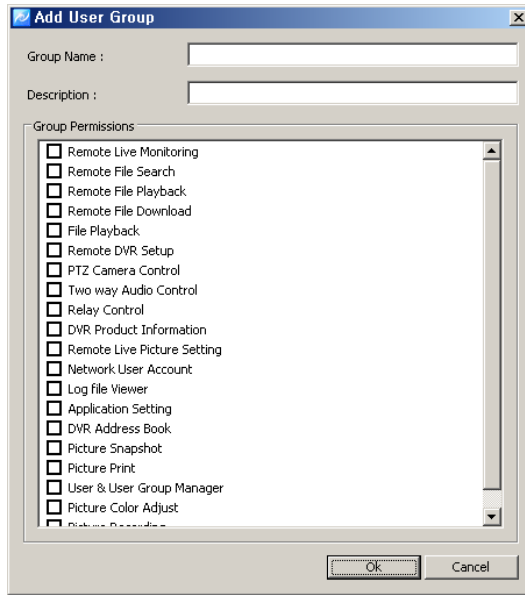 Add User Group
Group Name :
Description :
Group Permissions
Remote Live Monitoring
Remote File Search
Remote File Playback
Remote File Download
File Playback
Remote DVR Setup
PTZ Camera Control
Two way Audio Control
Relay Control
DVR Product Information
Remote Live Picture Setting
Network User Account
Log file Viewer
Application Setting
DVR Address Book
Picture Snapshot
Picture Print
User & User Group Manager
Picture Color Adjust
Picture Recording
Ok Cancel